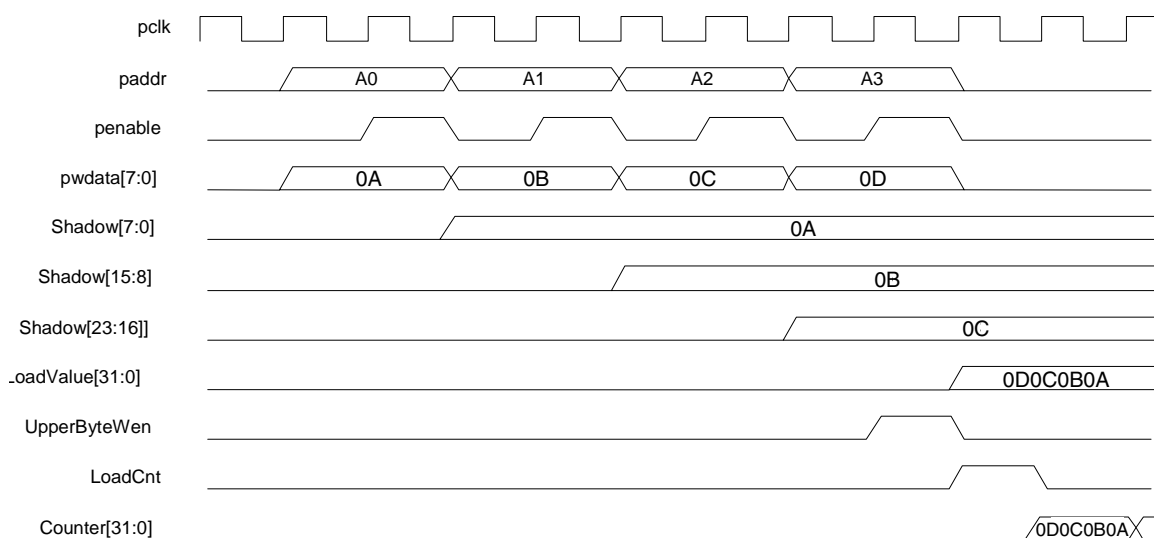 pclk
paddr A0 A1 A2 A3
penable
pwdata[7:0] 0A 0B 0C 0D
Shadow[7:0] 0A
Shadow[15:8] 0B
Shadow[23:16]] 0C
LoadValue[31:0] 0D0C0B0A
UpperByteWen
LoadCnt
Counter[31:0] 0D0C0B0A